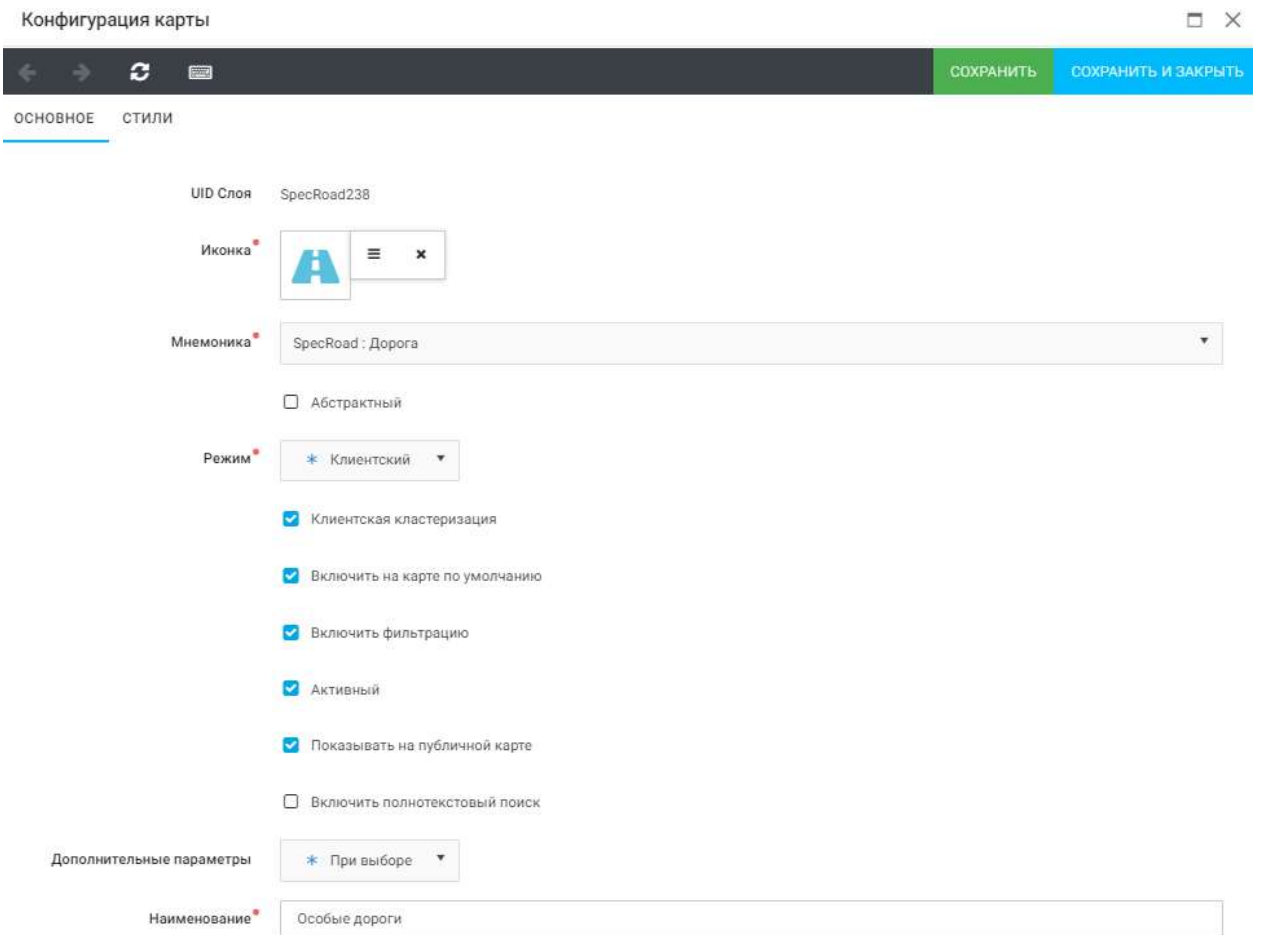 Конфигурация карты
СОХРАНИТЬ СОХРАНИТЬ И ЗАКРЫТЬ
ОСНОВНОЕ СТИЛИ
UID Слоя SpecRoad238
Иконка*
Мнемоника* SpecRoad : Дорога
Абстрактный
Режим* * Клиентский
Клиентская кластеризация
Включить на карте по умолчанию
Включить фильтрацию
Активный
Показывать на публичной карте
Включить полнотекстовый поиск
Дополнительные параметры * При выборе
Наименование* Особые дороги